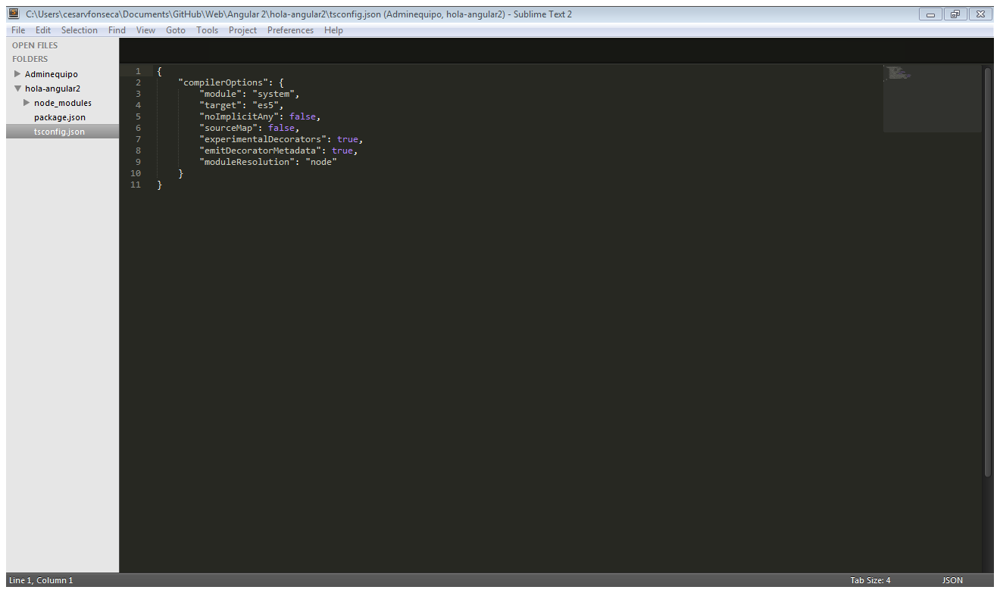 C:\Users\cesarvfonseca\Documents\GitHub\Web\Angular 2\hola-angular2\tsconfig.json (Adminequipo, hola-angular2) - Sublime Text 2
File Edit Selection Find View Goto Tools Project Preferences Help
OPEN FILES
FOLDERS
Adminequipo
hola-angular2
node_modules
package.json
tsconfig.json
1 {
2     "compilerOptions": {
3         "module": "system",
4         "target": "es5",
5         "noImplicitAny": false,
6         "sourceMap": false,
7         "experimentalDecorators": true,
8         "emitDecoratorMetadata": true,
9         "moduleResolution": "node"
10     }
11 }
Line 1, Column 1 Tab Size: 4 JSON